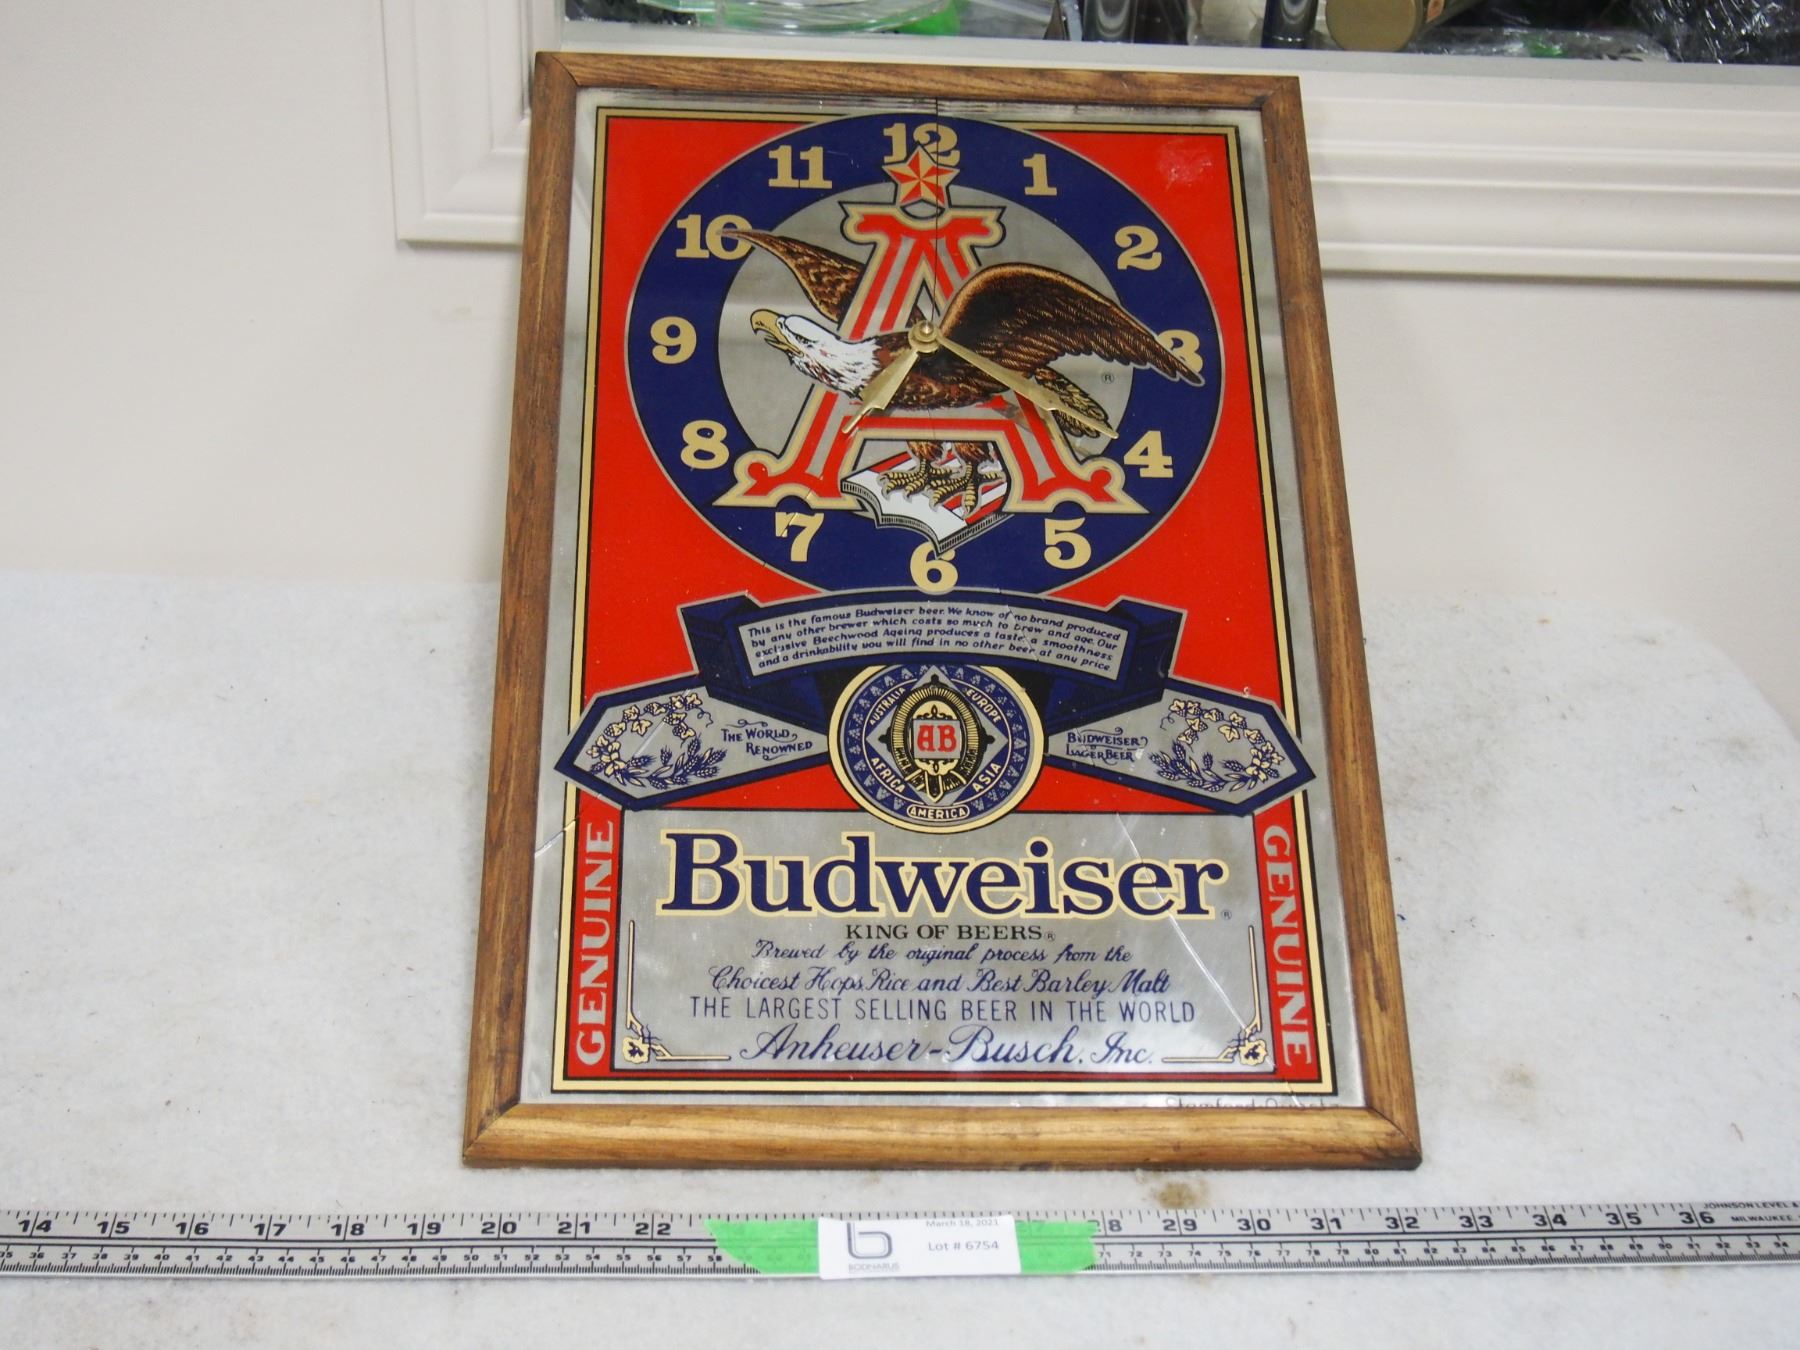 12
11
1
10
2
9
3
®
8
4
7
5
6
This is the famous Budweiser beer. We know of no brand produced
by any other brewer which costs so much to brew and age. Our
exclusive Beechwood Ageing produces a taste, a smoothness
and a drinkability you will find in no other beer at any price.
AUSTRALIA
EUROPE
THE WORLD
RENOWNED
AB
BUDWEISER
LAGER BEER
AFRICA
ASIA
AMERICA
GENUINE
GENUINE
Budweiser®
KING OF BEERS®
Brewed by the original process from the
Choicest Hops, Rice and Best Barley Malt
THE LARGEST SELLING BEER IN THE WORLD
Anheuser-Busch, Inc.
14 15 16 17 18 19 20 21 22 28 29 30 31 32 33 34 35 36
JOHNSON LEVEL &
MILWAUKEE
March 18, 2021
Lot # 6754
b
BODNARUS